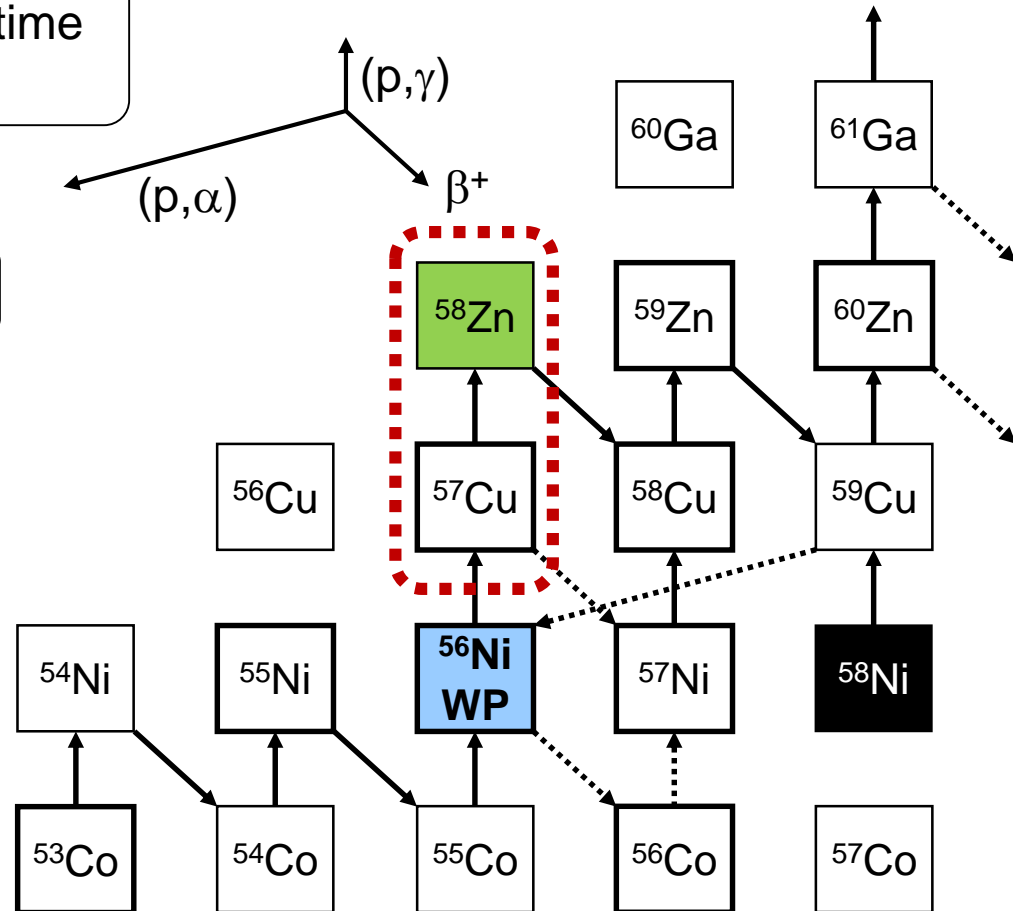 time
(p,γ)
(p,α)
β⁺
⁶⁰Ga
⁶¹Ga
⁵⁸Zn
⁵⁹Zn
⁶⁰Zn
⁵⁶Cu
⁵⁷Cu
⁵⁸Cu
⁵⁹Cu
⁵⁴Ni
⁵⁵Ni
⁵⁶Ni
WP
⁵⁷Ni
⁵⁸Ni
⁵³Co
⁵⁴Co
⁵⁵Co
⁵⁶Co
⁵⁷Co